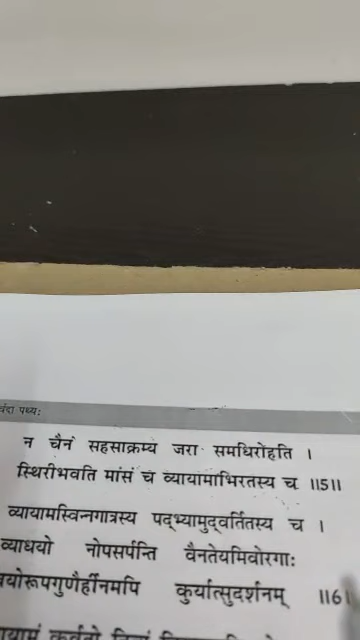 पथ्यः
न चैनं सहसाक्रम्य जरा समधिरोहति ।
स्थिरीभवति मांसं च व्यायामाभिरतस्य च ॥5॥
व्यायामस्विन्नगात्रस्य पद्भ्यामुद्वर्तितस्य च ।
व्याधयो नोपसर्पन्ति वैनतेयमिवोरगाः
वयोरूपगुणैर्हीनमपि कुर्यात्सुदर्शनम् ॥6॥